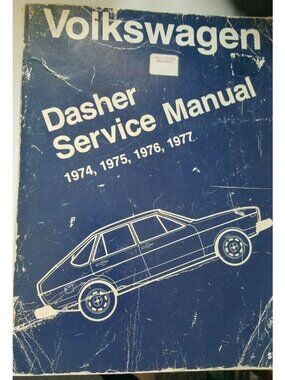 Volkswagen
Dasher
Service Manual
1974, 1975, 1976, 1977